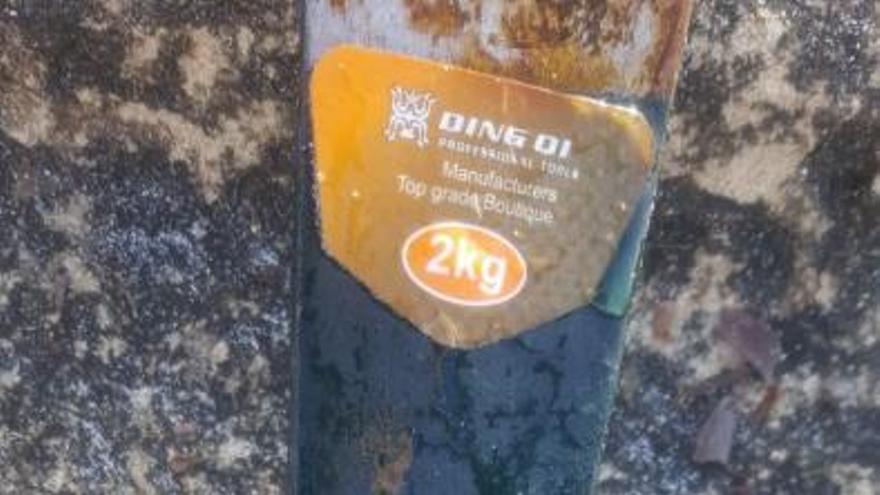 DING QI
PROFESSIONAL TOOLS
Manufacturers
Top grade Boutique
2kg